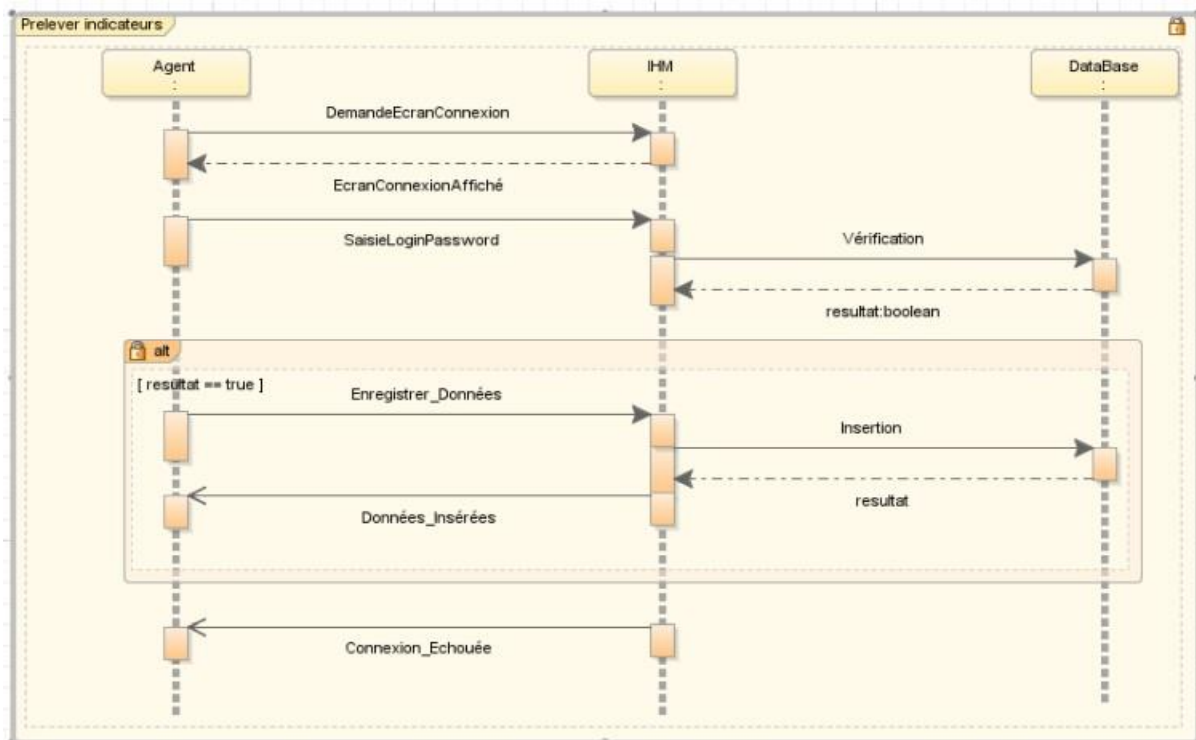 Prelever indicateurs
Agent
:
IHM
:
DataBase
:
DemandeEcranConnexion
EcranConnexionAffiché
SaisieLoginPassword
Vérification
resultat:boolean
alt
[ resultat == true ]
Enregistrer_Données
Insertion
resultat
Données_Insérées
Connexion_Echouée